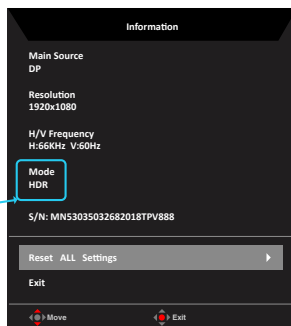 Information
Main Source
DP
Resolution
1920x1080
H/V Frequency
H:66KHz V:60Hz
Mode
HDR
S/N: MN53035032682018TPV888
Reset ALL Settings
Exit
Move Exit